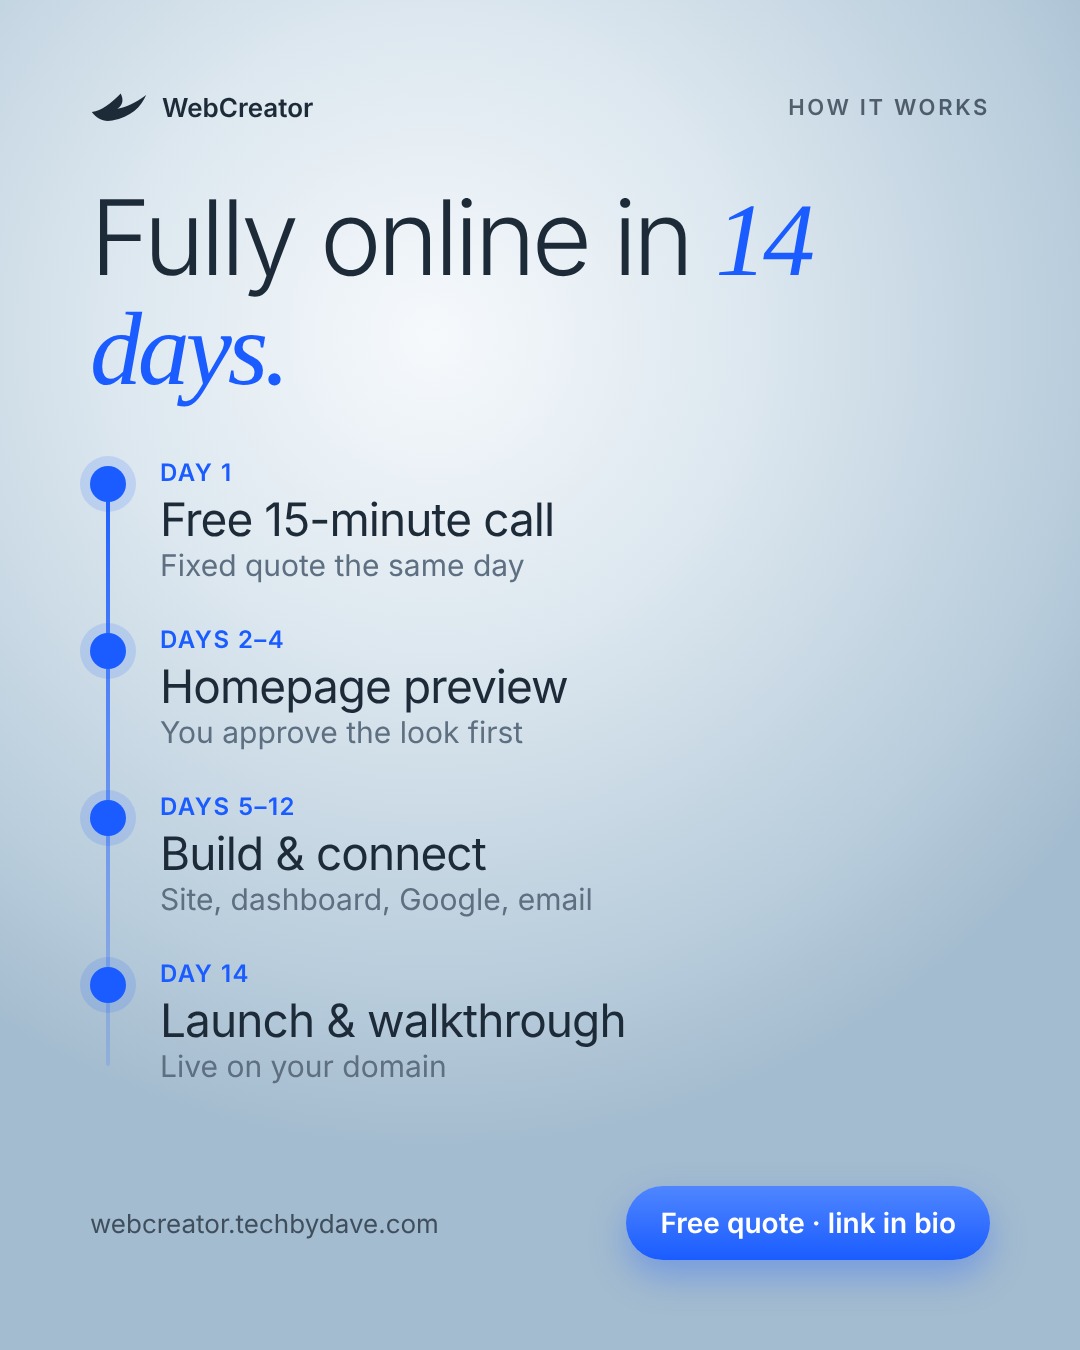 WebCreator
HOW IT WORKS
Fully online in 14
days.
DAY 1
Free 15-minute call
Fixed quote the same day
DAYS 2–4
Homepage preview
You approve the look first
DAYS 5–12
Build & connect
Site, dashboard, Google, email
DAY 14
Launch & walkthrough
Live on your domain
webcreator.techbydave.com
Free quote · link in bio